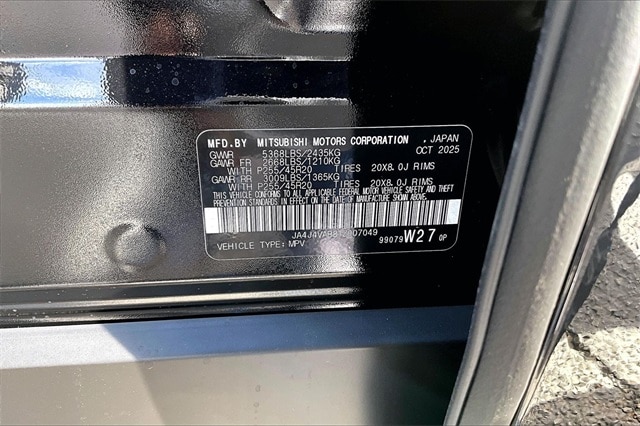 MFD.BY MITSUBISHI MOTORS CORPORATION , JAPAN
GVWR 5368LBS/2435KG OCT 2025
GAWR FR 2668LBS/1210KG
WITH P255/45R20 TIRES 20X8.0J RIMS
GAWR RR 3009LBS/1365KG
WITH P255/45R20 TIRES 20X8.0J RIMS
THIS VEHICLE CONFORMS TO ALL APPLICABLE FEDERAL MOTOR VEHICLE SAFETY AND
THEFT PREVENTION STANDARDS IN EFFECT ON THE DATE OF MANUFACTURE SHOWN ABOVE.
VEHICLE TYPE: MPV 99079 W27 0P